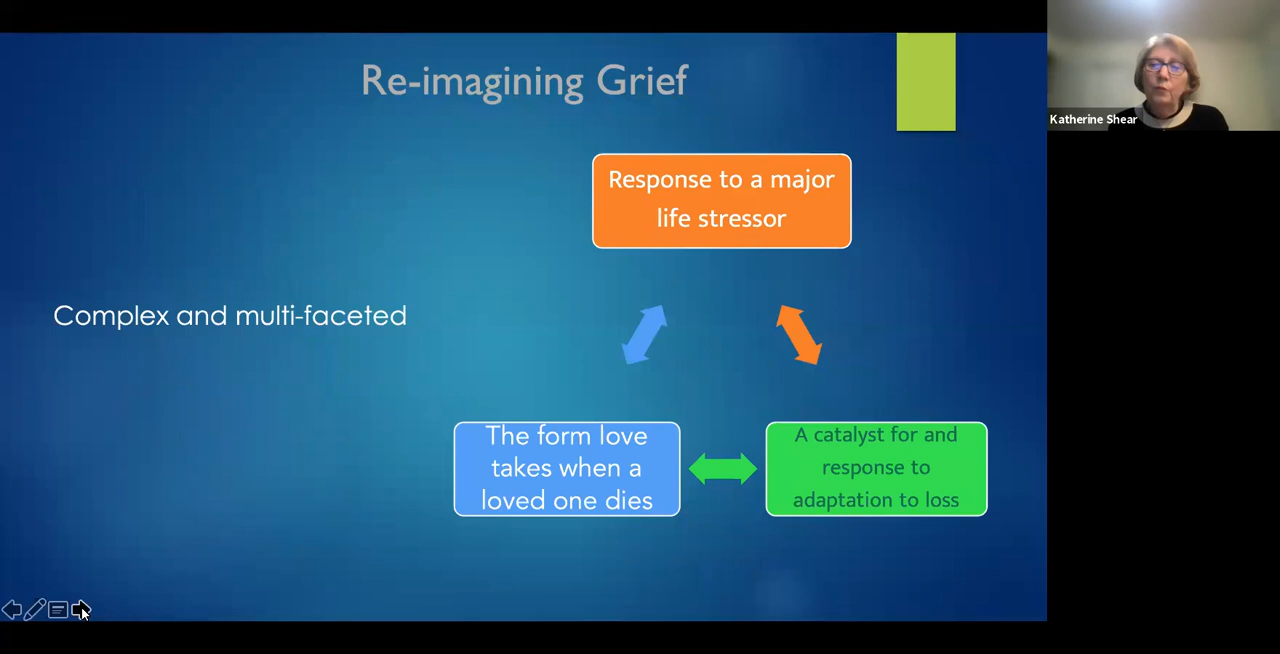 Re-imagining Grief
Katherine Shear
Response to a major
life stressor
Complex and multi-faceted
The form love
takes when a
loved one dies
A catalyst for and
response to
adaptation to loss